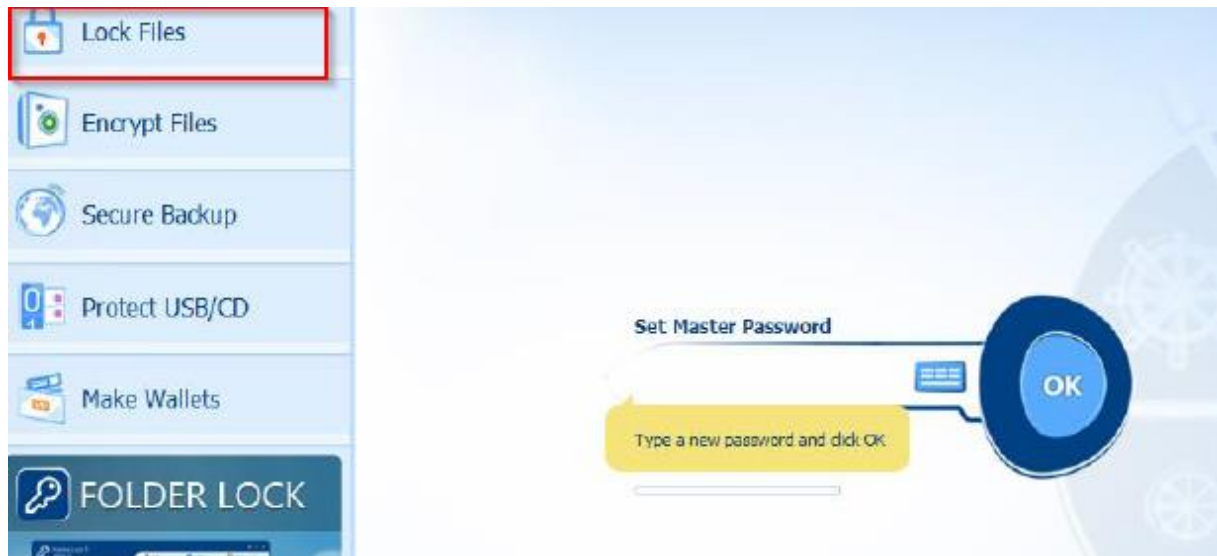 Lock Files
Encrypt Files
Secure Backup
Protect USB/CD
Make Wallets
FOLDER LOCK
Set Master Password
OK
Type a new password and click OK